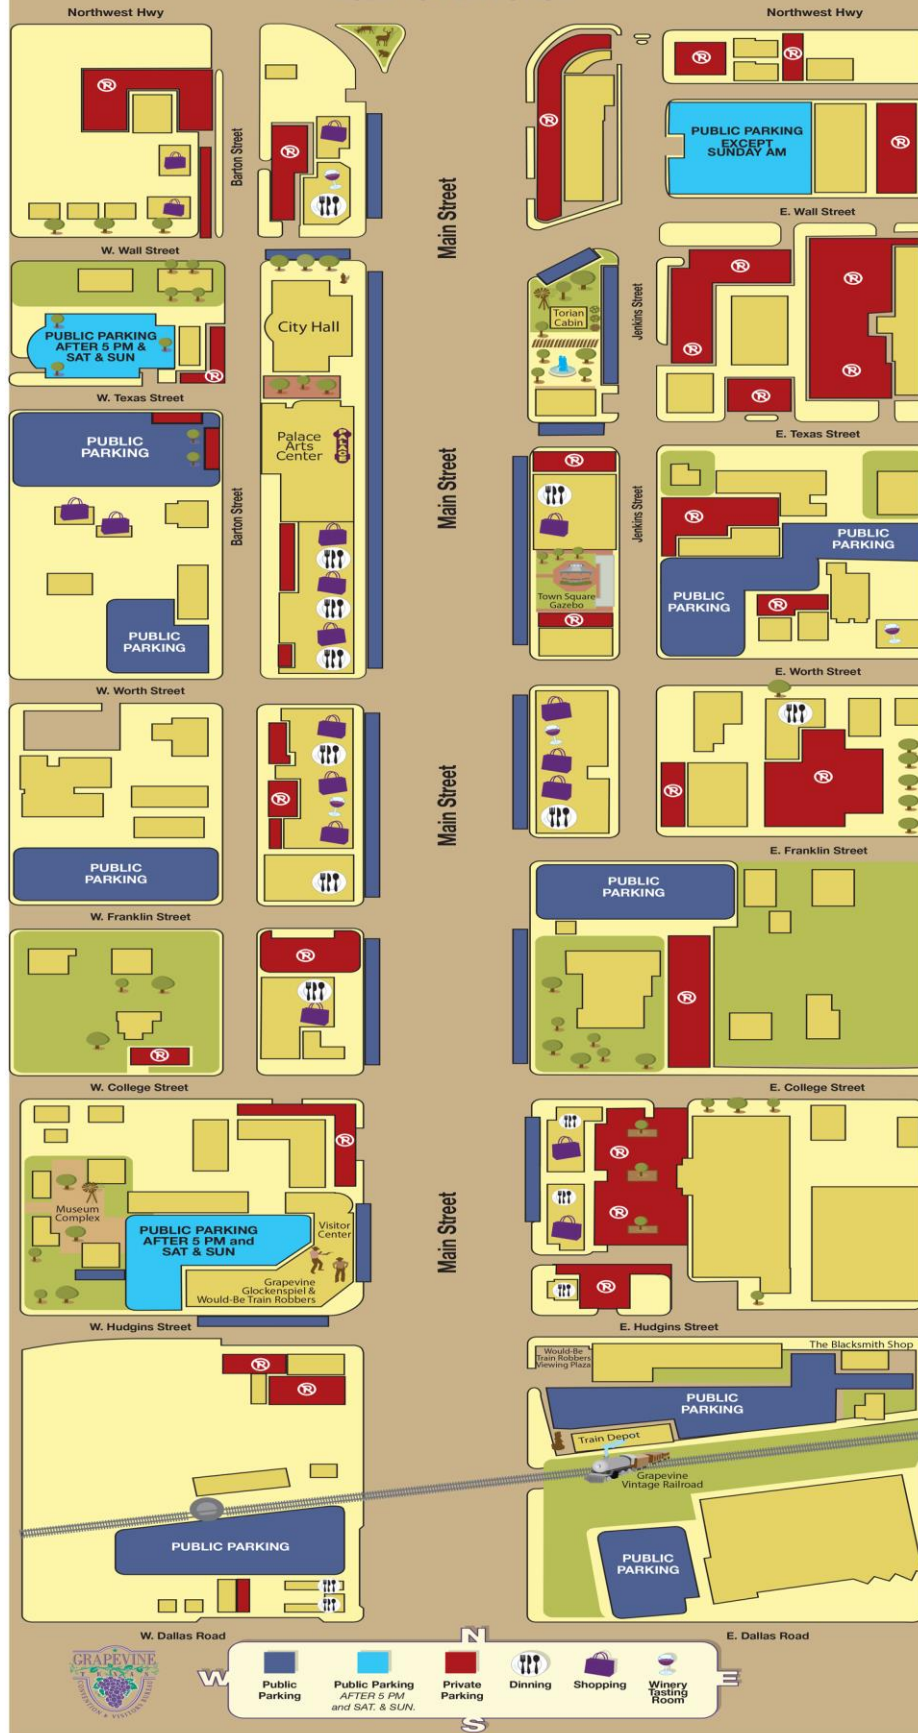 Northwest Hwy
Northwest Hwy
Barton Street
Main Street
PUBLIC PARKING
EXCEPT
SUNDAY AM
E. Wall Street
W. Wall Street
City Hall
Torian
Cabin
Jenkins Street
PUBLIC PARKING
AFTER 5 PM &
SAT & SUN
W. Texas Street
E. Texas Street
PUBLIC
PARKING
Palace
Arts
Center
PALACE
Barton Street
Main Street
Jenkins Street
PUBLIC
PARKING
PUBLIC
PARKING
Town Square
Gazebo
PUBLIC
PARKING
E. Worth Street
W. Worth Street
Main Street
PUBLIC
PARKING
E. Franklin Street
PUBLIC
PARKING
W. Franklin Street
W. College Street
E. College Street
Museum
Complex
PUBLIC PARKING
AFTER 5 PM and
SAT & SUN
Visitor
Center
Main Street
Grapevine
Glockenspiel &
Would-Be Train Robbers
W. Hudgins Street
E. Hudgins Street
The Blacksmith Shop
Would-Be
Train Robbers
Viewing Plaza
PUBLIC
PARKING
Train Depot
Grapevine
Vintage Railroad
PUBLIC PARKING
PUBLIC
PARKING
W. Dallas Road
E. Dallas Road
N
W
E
S
GRAPEVINE
TEXAS
CONVENTION & VISITORS BUREAU
Public
Parking
Public Parking
AFTER 5 PM
and SAT. & SUN.
Private
Parking
Dinning
Shopping
Winery
Tasting
Room